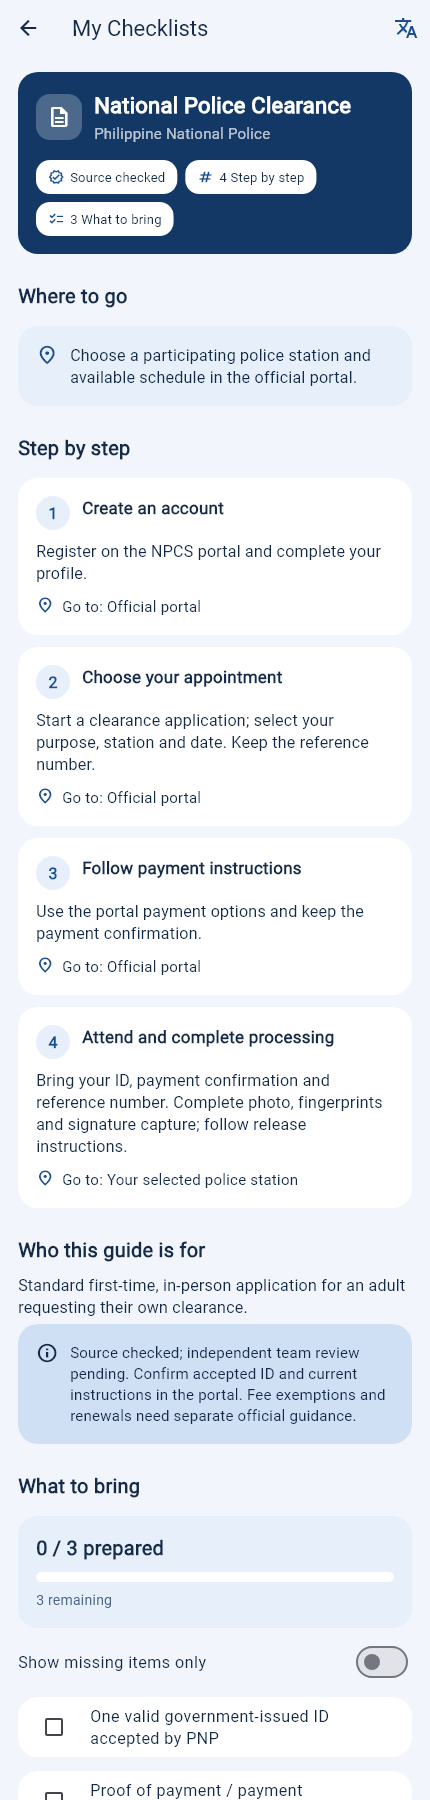 My Checklists
National Police Clearance
Philippine National Police
Source checked
4 Step by step
3 What to bring
Where to go
Choose a participating police station and
available schedule in the official portal.
Step by step
1
Create an account
Register on the NPCS portal and complete your
profile.
Go to: Official portal
2
Choose your appointment
Start a clearance application; select your
purpose, station and date. Keep the reference
number.
Go to: Official portal
3
Follow payment instructions
Use the portal payment options and keep the
payment confirmation.
Go to: Official portal
4
Attend and complete processing
Bring your ID, payment confirmation and
reference number. Complete photo, fingerprints
and signature capture; follow release
instructions.
Go to: Your selected police station
Who this guide is for
Standard first-time, in-person application for an adult
requesting their own clearance.
Source checked; independent team review
pending. Confirm accepted ID and current
instructions in the portal. Fee exemptions and
renewals need separate official guidance.
What to bring
0 / 3 prepared
3 remaining
Show missing items only
One valid government-issued ID
accepted by PNP
Proof of payment / payment